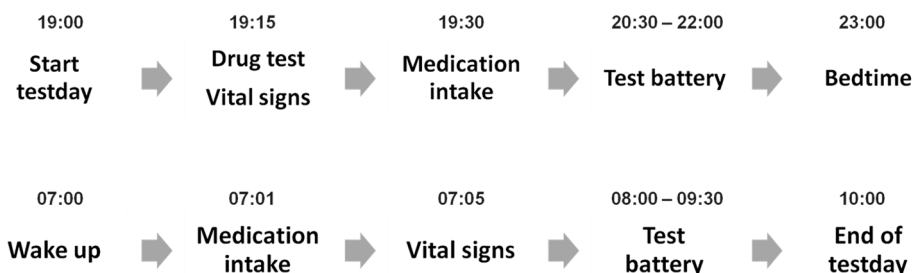 19:00
19:15
19:30
20:30 – 22:00
23:00
Start
testday
Drug test
Vital signs
Medication
intake
Test battery
Bedtime
07:00
07:01
07:05
08:00 – 09:30
10:00
Wake up
Medication
intake
Vital signs
Test
battery
End of
testday